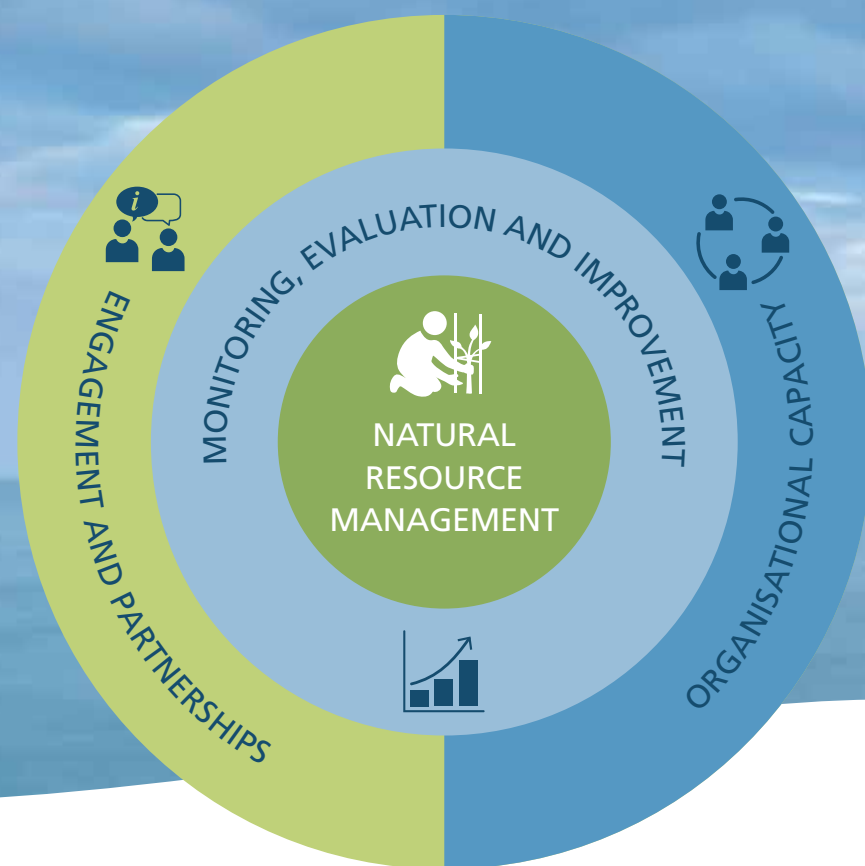 MONITORING, EVALUATION AND IMPROVEMENT
ENGAGEMENT AND PARTNERSHIPS
ORGANISATIONAL CAPACITY
NATURAL
RESOURCE
MANAGEMENT
i